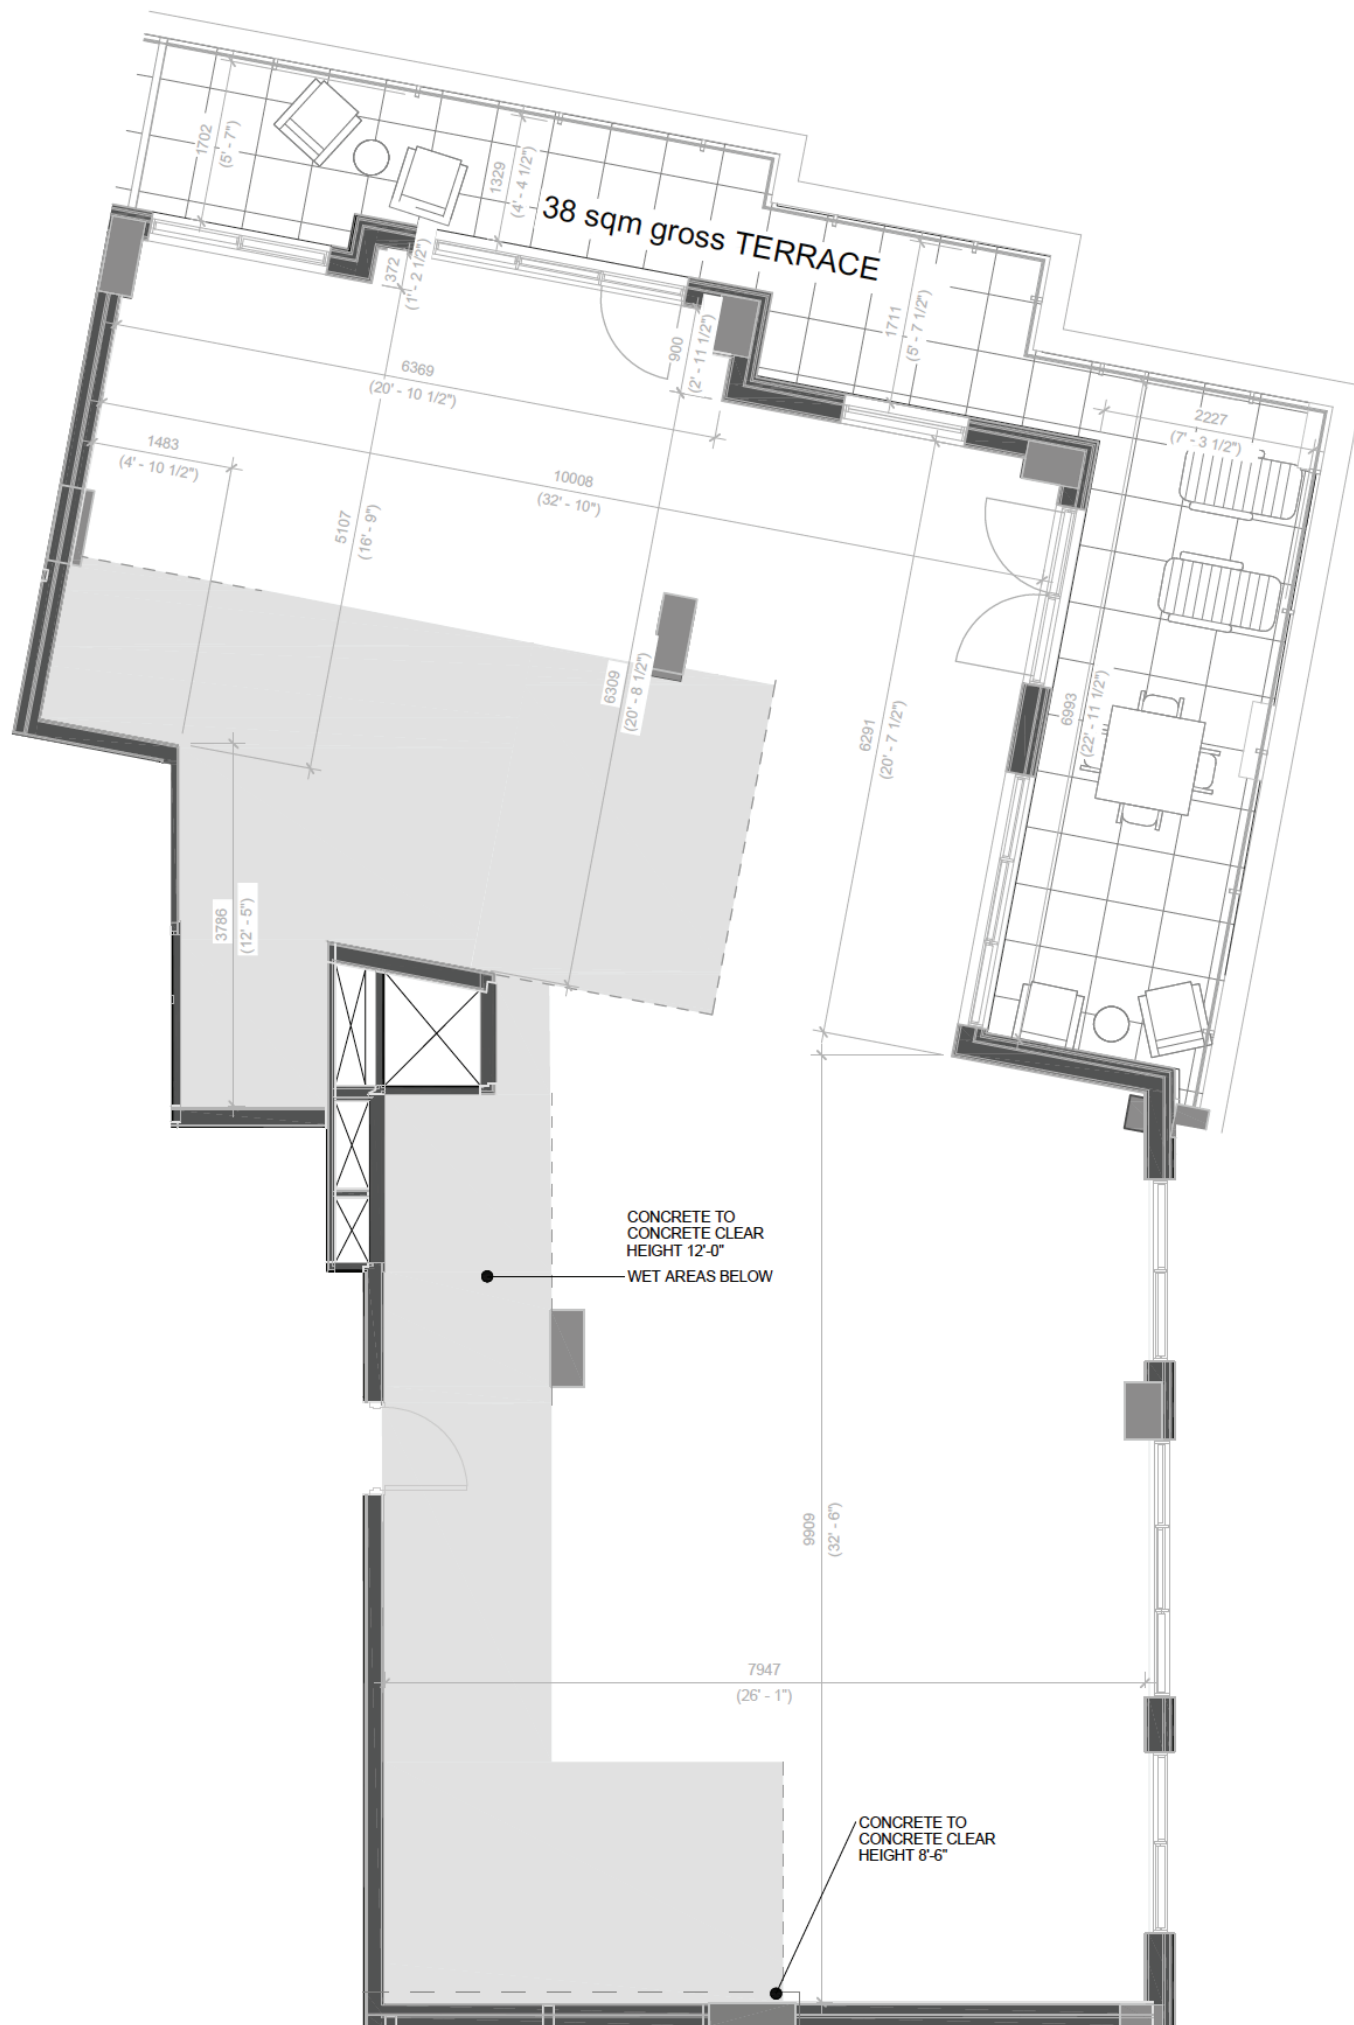 1702
(5' - 7")
1329
(4' - 4 1/2")
38 sqm gross TERRACE
372
(1' - 2 1/2")
1711
(5' - 7 1/2")
900
(2' - 11 1/2")
6369
(20' - 10 1/2")
2227
(7' - 3 1/2")
1483
(4' - 10 1/2")
10008
(32' - 10")
5107
(16' - 9")
6309
(20' - 8 1/2")
6291
(20' - 7 1/2")
6993
(22' - 11 1/2")
3786
(12' - 5")
CONCRETE TO
CONCRETE CLEAR
HEIGHT 12'-0"
WET AREAS BELOW
9909
(32' - 6")
7947
(26' - 1")
CONCRETE TO
CONCRETE CLEAR
HEIGHT 8'-6"